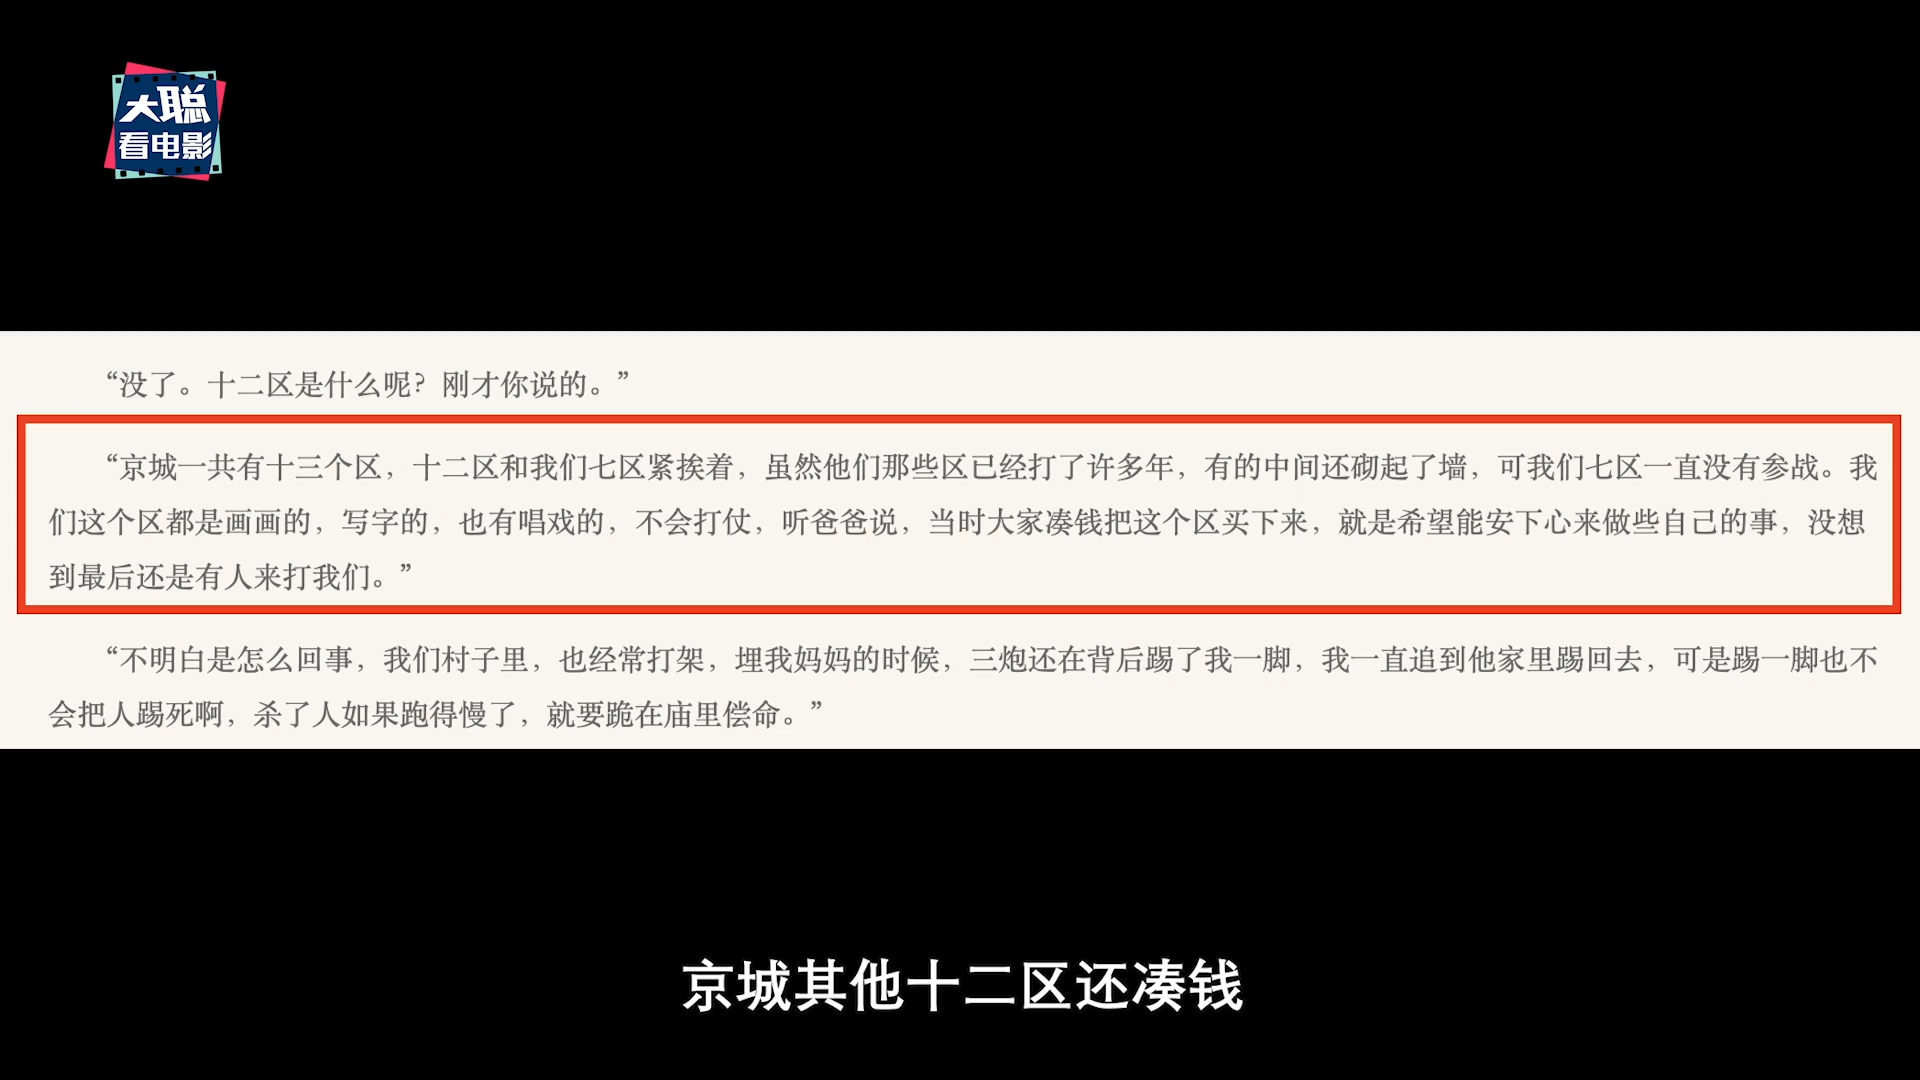 大聪
看电影
“没了。十二区是什么呢？刚才你说的。”
“京城一共有十三个区，十二区和我们七区紧挨着，虽然他们那些区已经打了许多年，有的中间还砌起了墙，可我们七区一直没有参战。我
们这个区都是画画的，写字的，也有唱戏的，不会打仗，听爸爸说，当时大家凑钱把这个区买下来，就是希望能安下心来做些自己的事，没想
到最后还是有人来打我们。”
“不明白是怎么回事，我们村子里，也经常打架，埋我妈妈的时候，三炮还在背后踢了我一脚，我一直追到他家里踢回去，可是踢一脚也不
会把人踢死啊，杀了人如果跑得慢了，就要跪在庙里偿命。”
京城其他十二区还凑钱